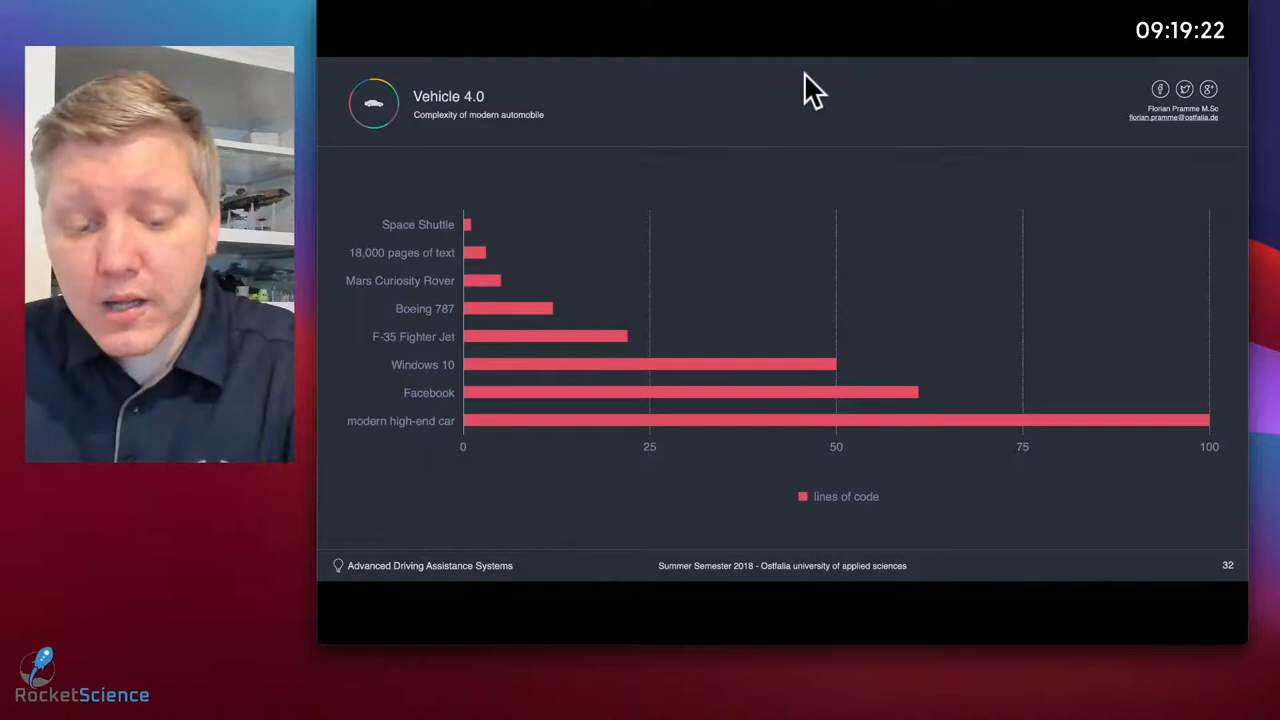 09:19:22
Vehicle 4.0
Complexity of modern automobile
Florian Pramme M.Sc
florian.pramme@ostfalia.de
Space Shuttle
18,000 pages of text
Mars Curiosity Rover
Boeing 787
F-35 Fighter Jet
Windows 10
Facebook
modern high-end car
0 25 50 75 100
lines of code
Advanced Driving Assistance Systems
Summer Semester 2018 - Ostfalia university of applied sciences
32
RocketScience